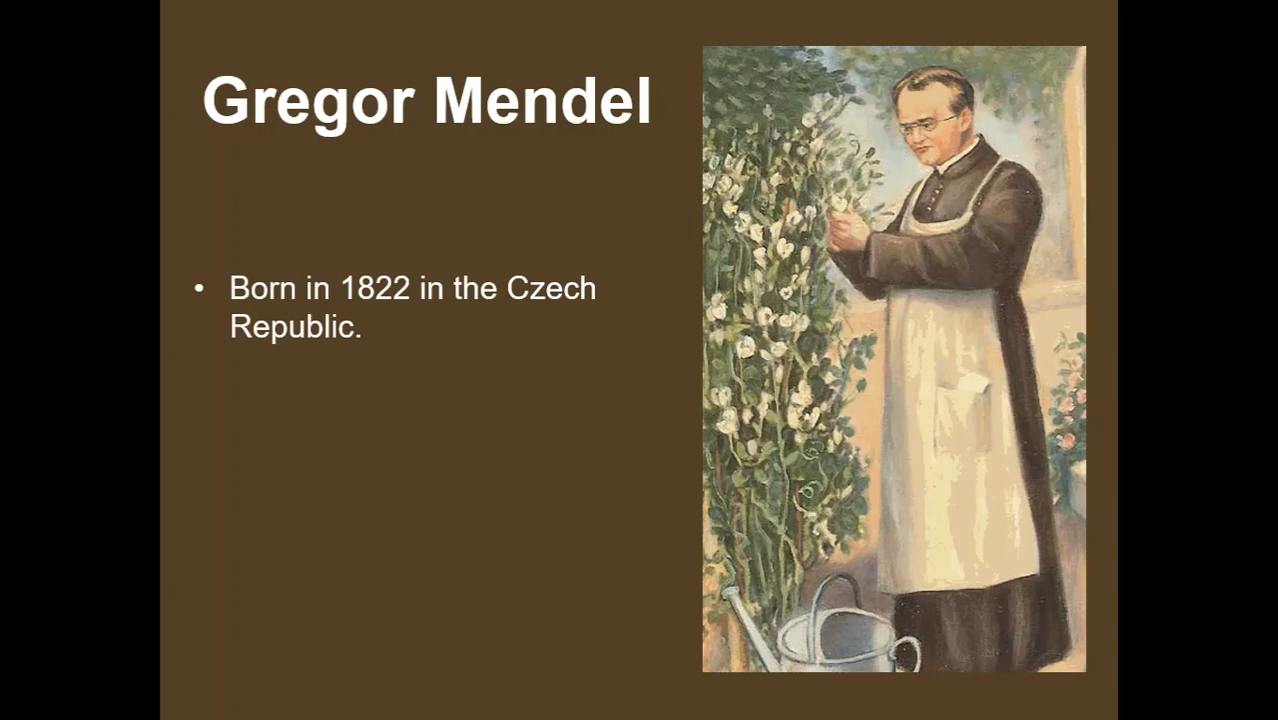 Gregor Mendel
• Born in 1822 in the Czech
Republic.